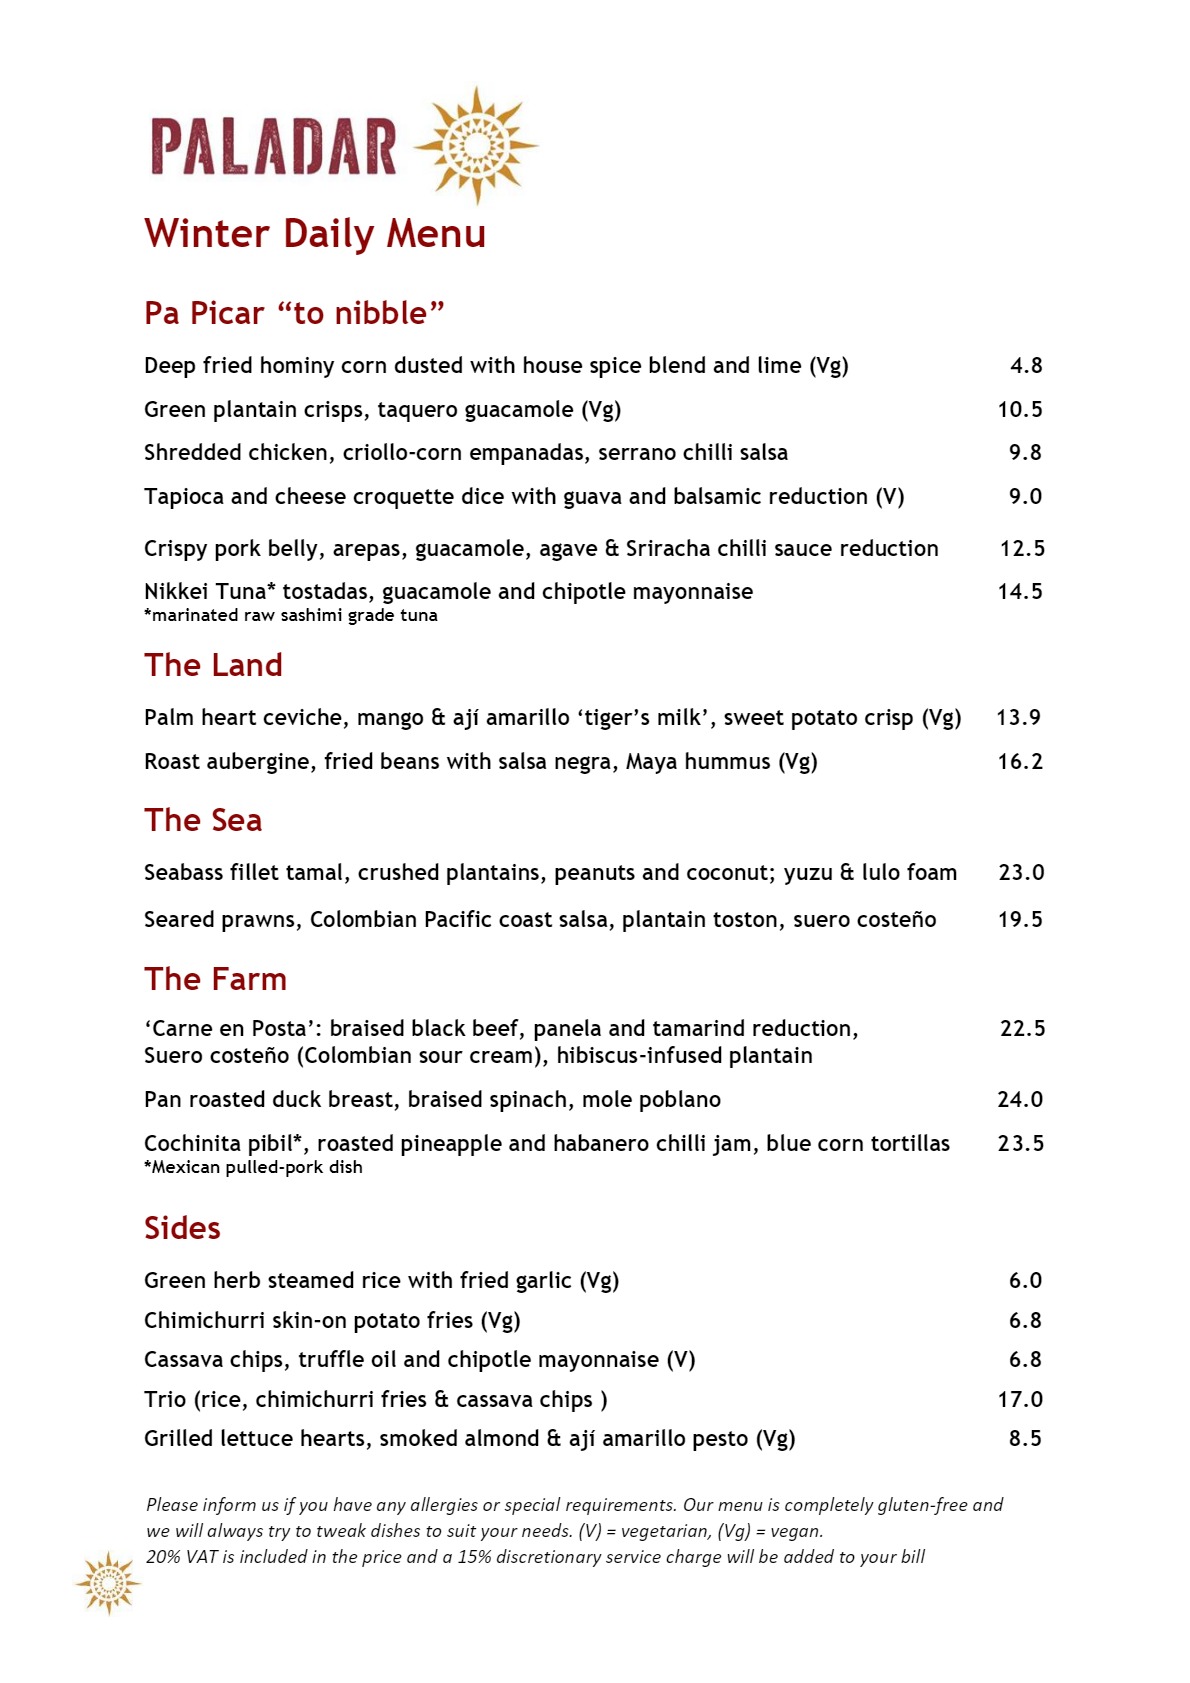 PALADAR
Winter Daily Menu
Pa Picar “to nibble”
Deep fried hominy corn dusted with house spice blend and lime (Vg) 4.8
Green plantain crisps, taquero guacamole (Vg) 10.5
Shredded chicken, criollo-corn empanadas, serrano chilli salsa 9.8
Tapioca and cheese croquette dice with guava and balsamic reduction (V) 9.0
Crispy pork belly, arepas, guacamole, agave & Sriracha chilli sauce reduction 12.5
Nikkei Tuna* tostadas, guacamole and chipotle mayonnaise 14.5
*marinated raw sashimi grade tuna
The Land
Palm heart ceviche, mango & ají amarillo ‘tiger’s milk’, sweet potato crisp (Vg) 13.9
Roast aubergine, fried beans with salsa negra, Maya hummus (Vg) 16.2
The Sea
Seabass fillet tamal, crushed plantains, peanuts and coconut; yuzu & lulo foam 23.0
Seared prawns, Colombian Pacific coast salsa, plantain toston, suero costeño 19.5
The Farm
‘Carne en Posta’: braised black beef, panela and tamarind reduction, 22.5
Suero costeño (Colombian sour cream), hibiscus-infused plantain
Pan roasted duck breast, braised spinach, mole poblano 24.0
Cochinita pibil*, roasted pineapple and habanero chilli jam, blue corn tortillas 23.5
*Mexican pulled-pork dish
Sides
Green herb steamed rice with fried garlic (Vg) 6.0
Chimichurri skin-on potato fries (Vg) 6.8
Cassava chips, truffle oil and chipotle mayonnaise (V) 6.8
Trio (rice, chimichurri fries & cassava chips ) 17.0
Grilled lettuce hearts, smoked almond & ají amarillo pesto (Vg) 8.5
Please inform us if you have any allergies or special requirements. Our menu is completely gluten-free and
we will always try to tweak dishes to suit your needs. (V) = vegetarian, (Vg) = vegan.
20% VAT is included in the price and a 15% discretionary service charge will be added to your bill